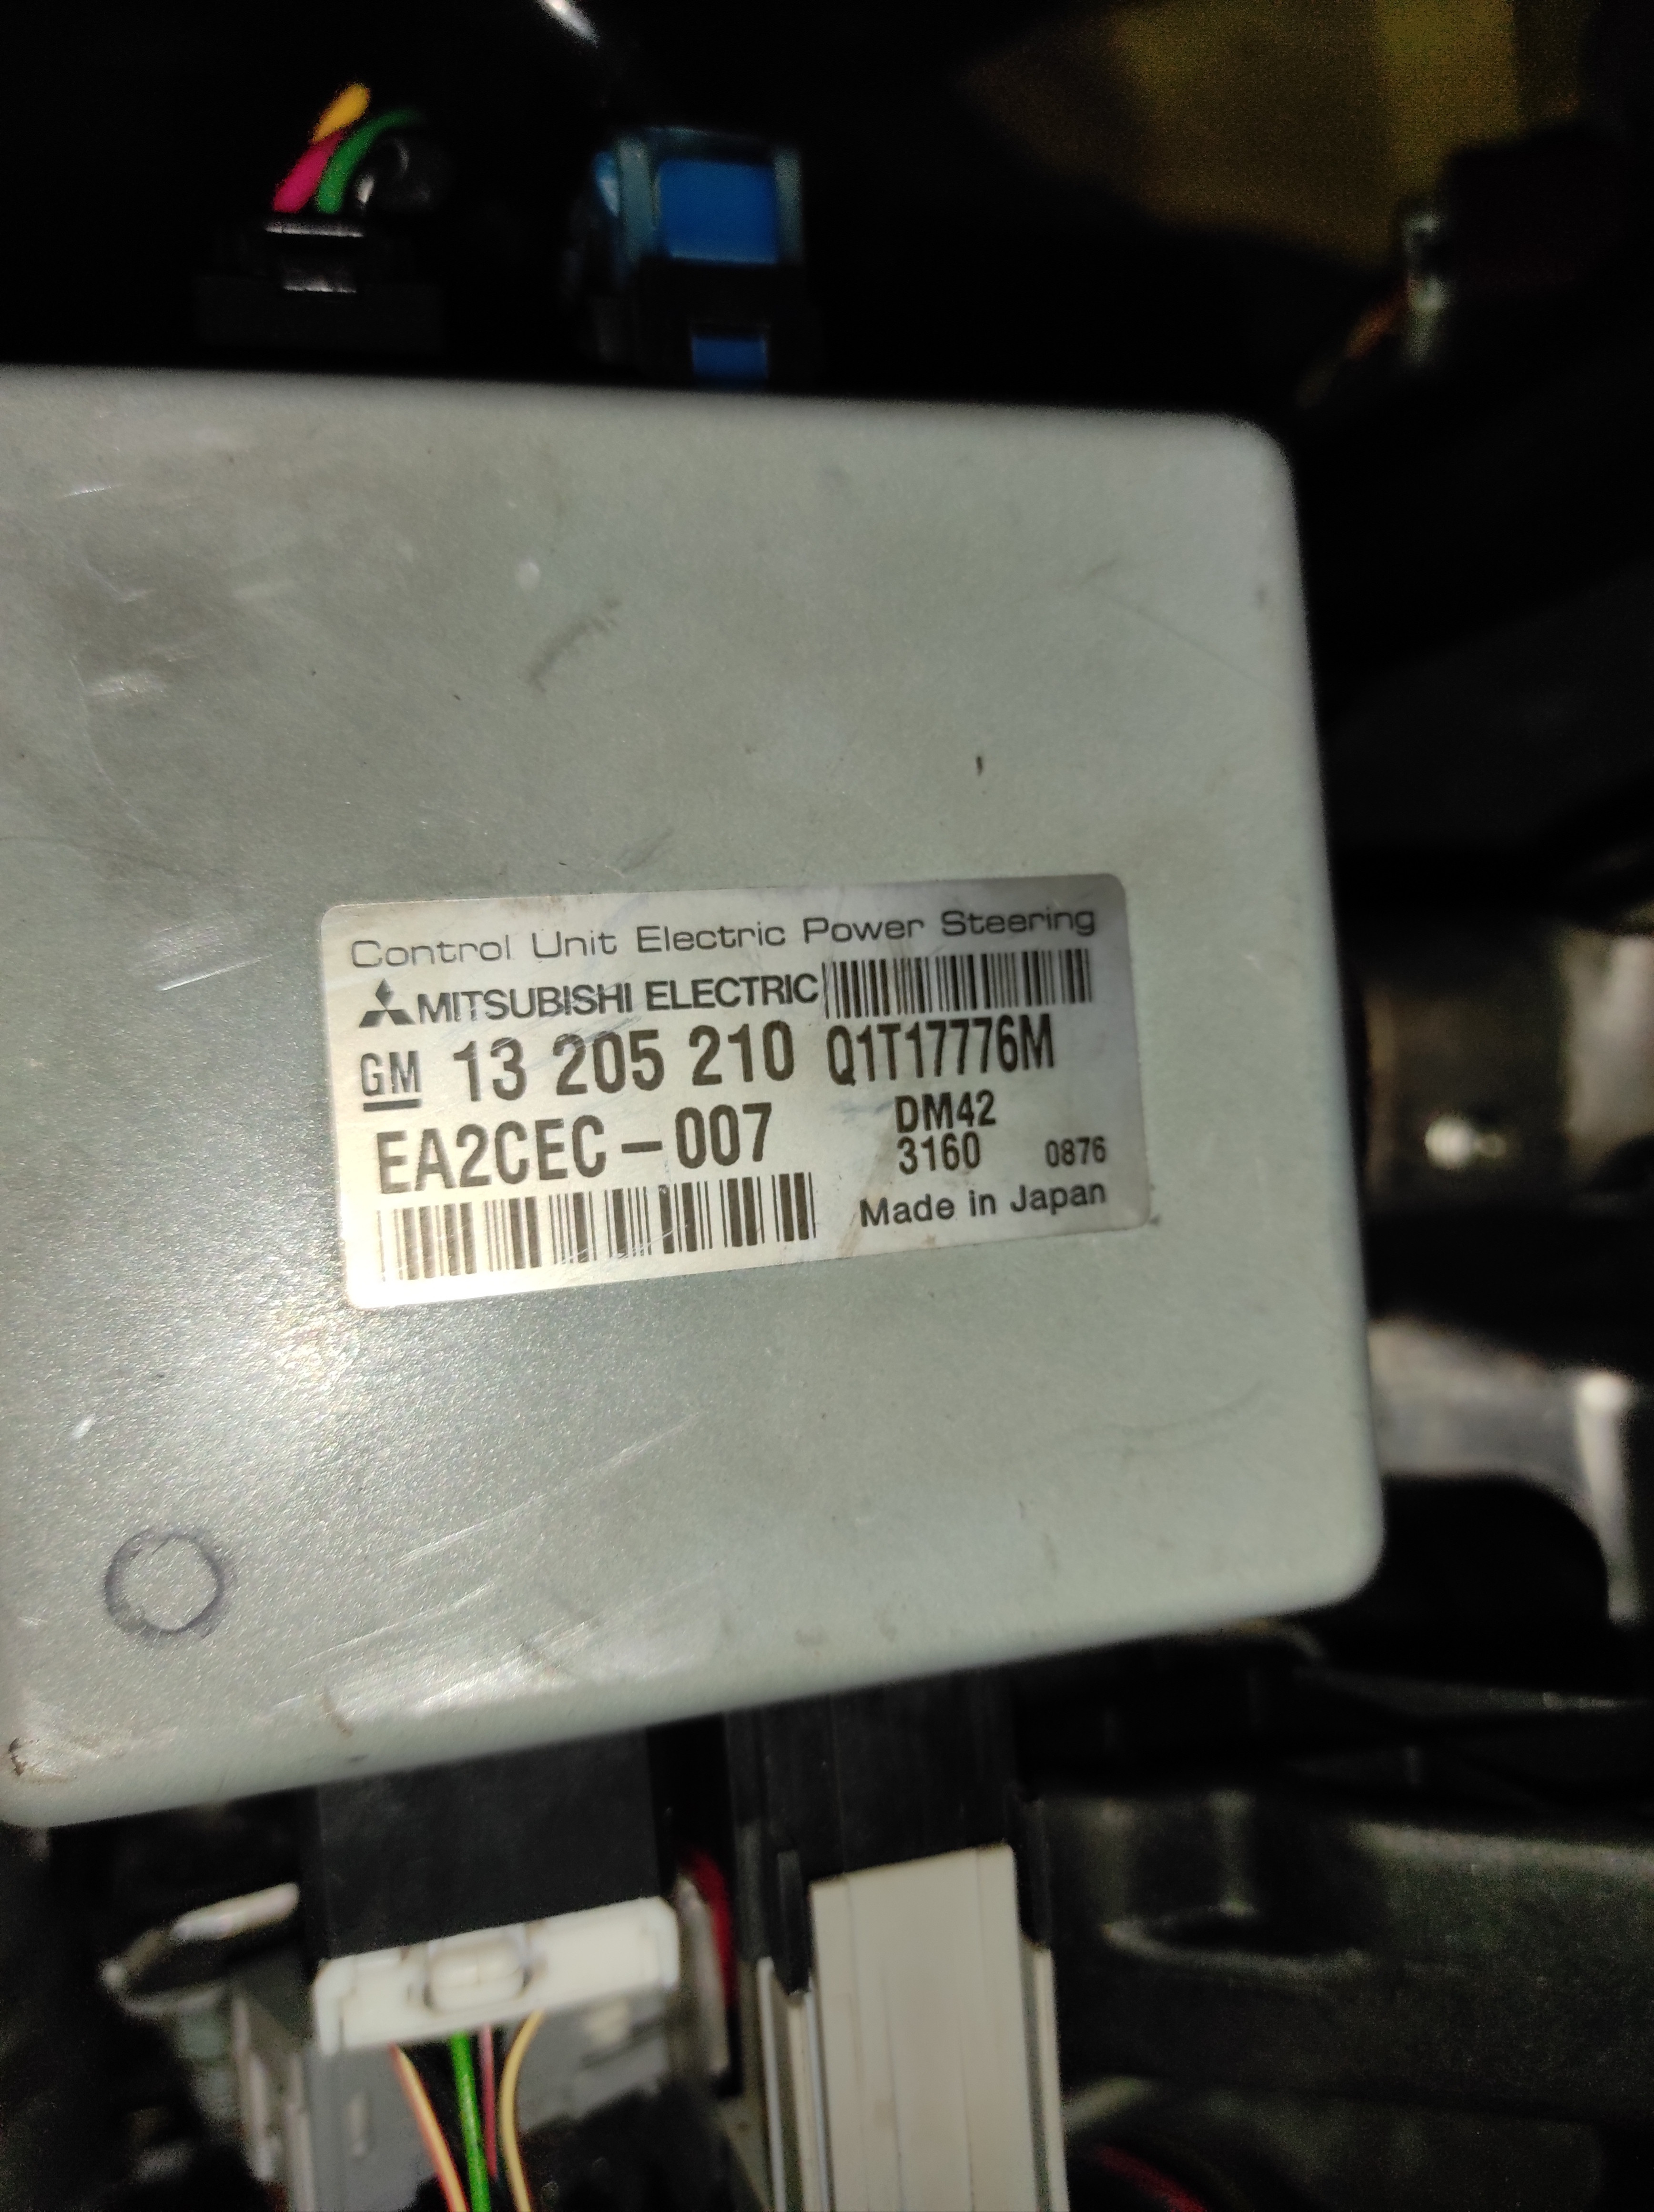 Control Unit Electric Power Steering
MITSUBISHI ELECTRIC
GM 13 205 210 Q1T17776M
EA2CEC-007 DM42
3160 0876
Made in Japan